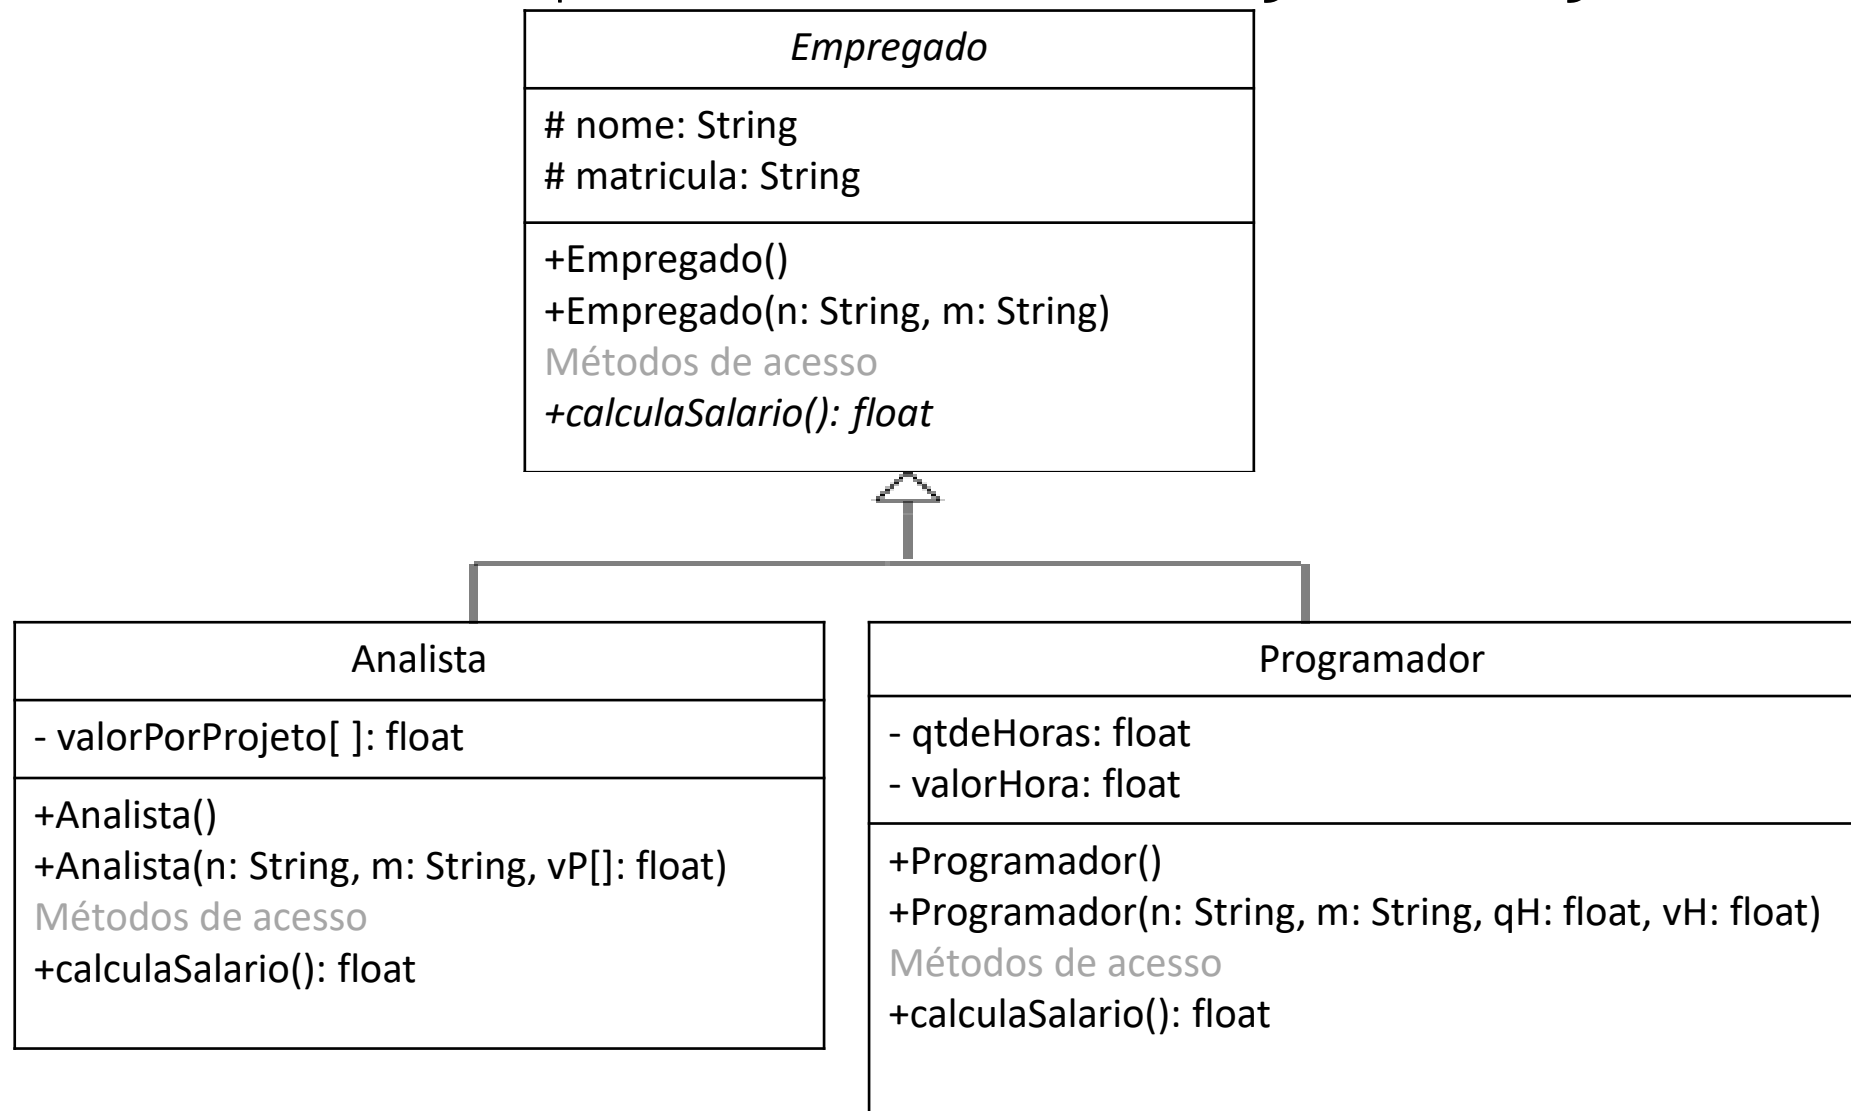 Empregado
# nome: String
# matricula: String
+Empregado()
+Empregado(n: String, m: String)
Métodos de acesso
+calculaSalario(): float
Analista
- valorPorProjeto[ ]: float
+Analista()
+Analista(n: String, m: String, vP[]: float)
Métodos de acesso
+calculaSalario(): float
Programador
- qtdeHoras: float
- valorHora: float
+Programador()
+Programador(n: String, m: String, qH: float, vH: float)
Métodos de acesso
+calculaSalario(): float